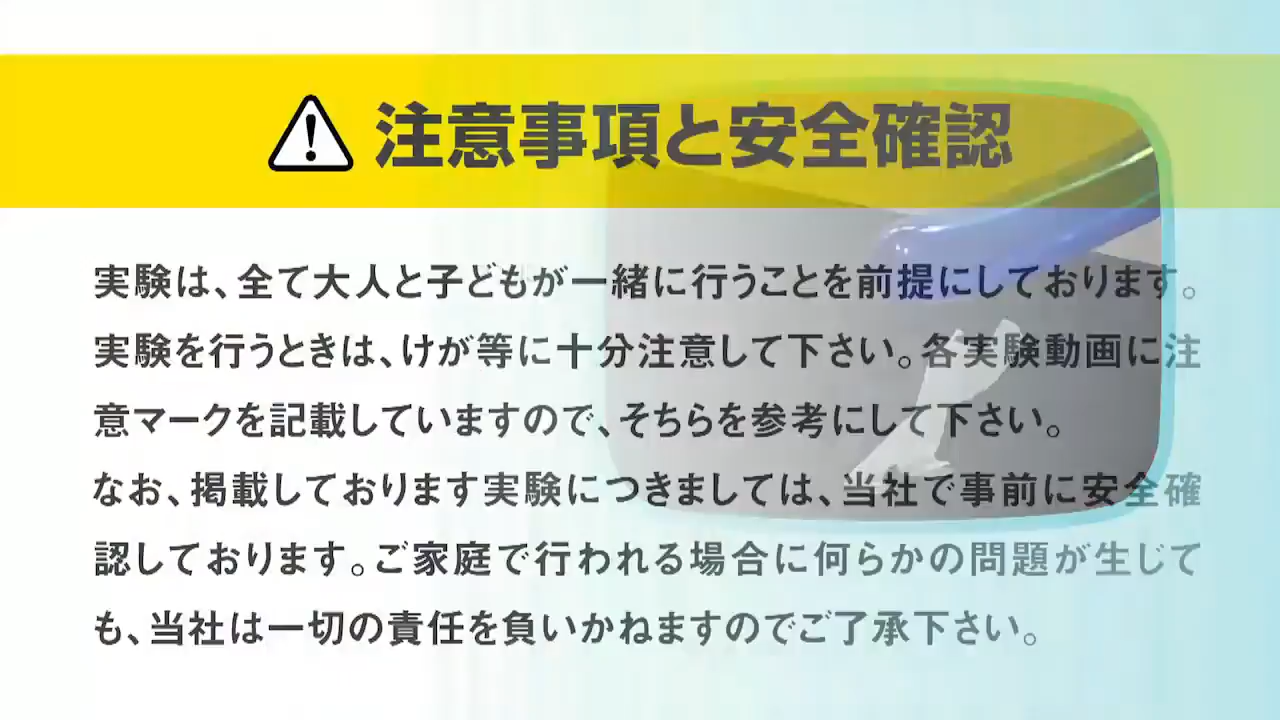 注意事項と安全確認
実験は、全て大人と子どもが一緒に行うことを前提にしております。
実験を行うときは、けが等に十分注意して下さい。各実験動画に注
意マークを記載していますので、そちらを参考にして下さい。
なお、掲載しております実験につきましては、当社で事前に安全確
認しております。ご家庭で行われる場合に何らかの問題が生じて
も、当社は一切の責任を負いかねますのでご了承下さい。